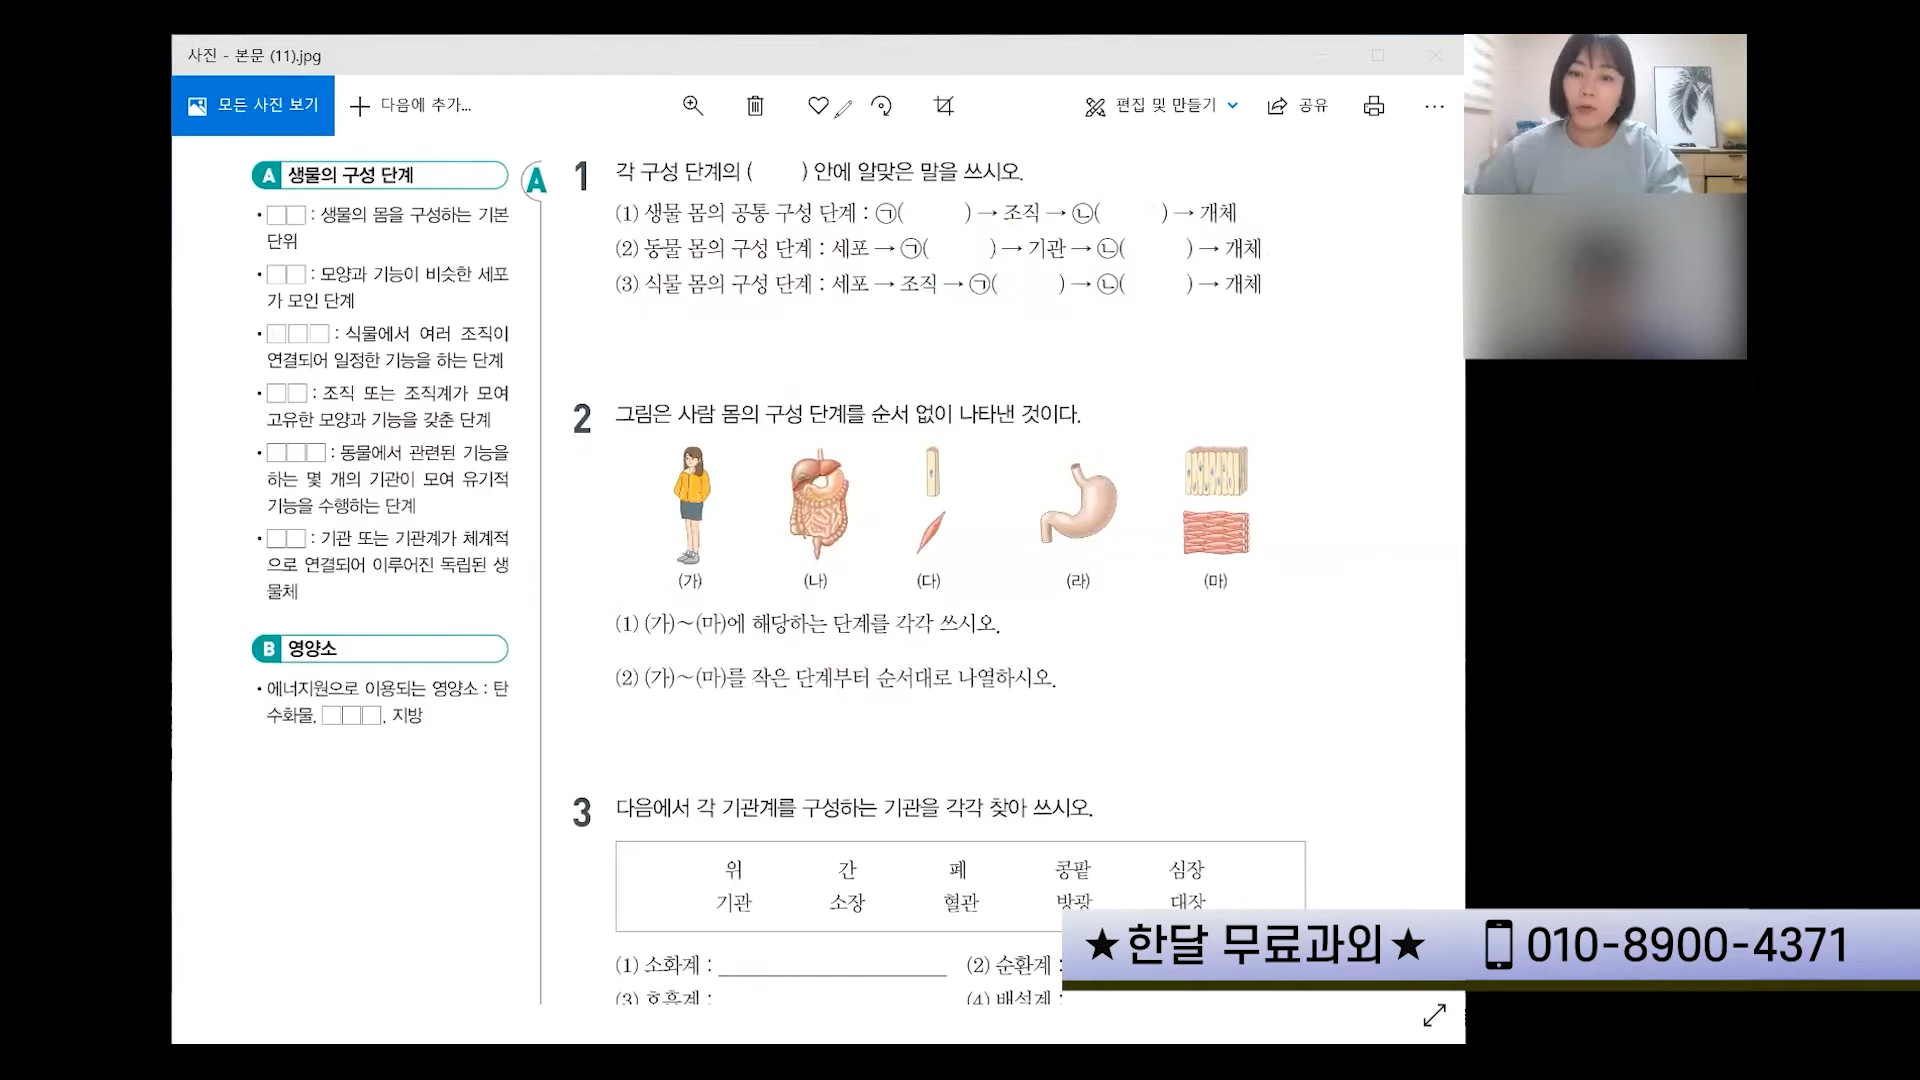 사진 - 본문 (11).jpg
모든 사진 보기
다음에 추가...
편집 및 만들기
공유
A 생물의 구성 단계
• □□ : 생물의 몸을 구성하는 기본
단위
• □□ : 모양과 기능이 비슷한 세포
가 모인 단계
• □□□ : 식물에서 여러 조직이
연결되어 일정한 기능을 하는 단계
• □□ : 조직 또는 조직계가 모여
고유한 모양과 기능을 갖춘 단계
• □□□ : 동물에서 관련된 기능을
하는 몇 개의 기관이 모여 유기적
기능을 수행하는 단계
• □□ : 기관 또는 기관계가 체계적
으로 연결되어 이루어진 독립된 생
물체
B 영양소
• 에너지원으로 이용되는 영양소 : 탄
수화물, □□□, 지방
A
1 각 구성 단계의 ( ) 안에 알맞은 말을 쓰시오.
(1) 생물 몸의 공통 구성 단계 : ㉠( ) → 조직 → ㉡( ) → 개체
(2) 동물 몸의 구성 단계 : 세포 → ㉠( ) → 기관 → ㉡( ) → 개체
(3) 식물 몸의 구성 단계 : 세포 → 조직 → ㉠( ) → ㉡( ) → 개체
2 그림은 사람 몸의 구성 단계를 순서 없이 나타낸 것이다.
(가) (나) (다) (라) (마)
(1) (가)~(마)에 해당하는 단계를 각각 쓰시오.
(2) (가)~(마)를 작은 단계부터 순서대로 나열하시오.
3 다음에서 각 기관계를 구성하는 기관을 각각 찾아 쓰시오.
위 간 폐 콩팥 심장
기관 소장 혈관 방광 대장
(1) 소화계 : (2) 순환계 :
(3) 호흡계 : (4) 배설계 :
★한달 무료과외★ 010-8900-4371